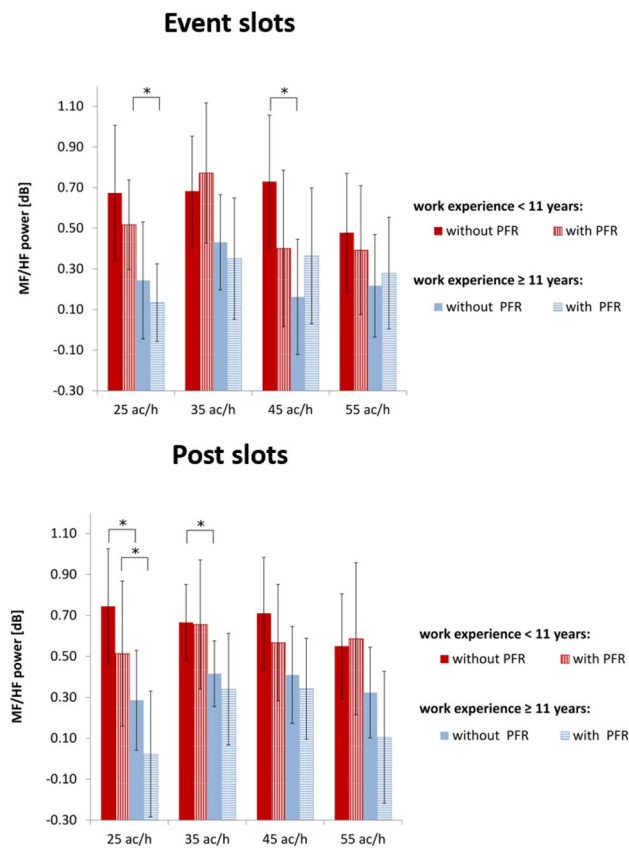 Event slots
*
*
1.10
0.90
0.70
0.50
0.30
0.10
-0.10
-0.30
MF/HF power [dB]
25 ac/h 35 ac/h 45 ac/h 55 ac/h
work experience < 11 years:
without PFR with PFR
work experience ≥ 11 years:
without PFR with PFR
Post slots
* *
*
1.10
0.90
0.70
0.50
0.30
0.10
-0.10
-0.30
MF/HF power [dB]
25 ac/h 35 ac/h 45 ac/h 55 ac/h
work experience < 11 years:
without PFR with PFR
work experience ≥ 11 years:
without PFR with PFR